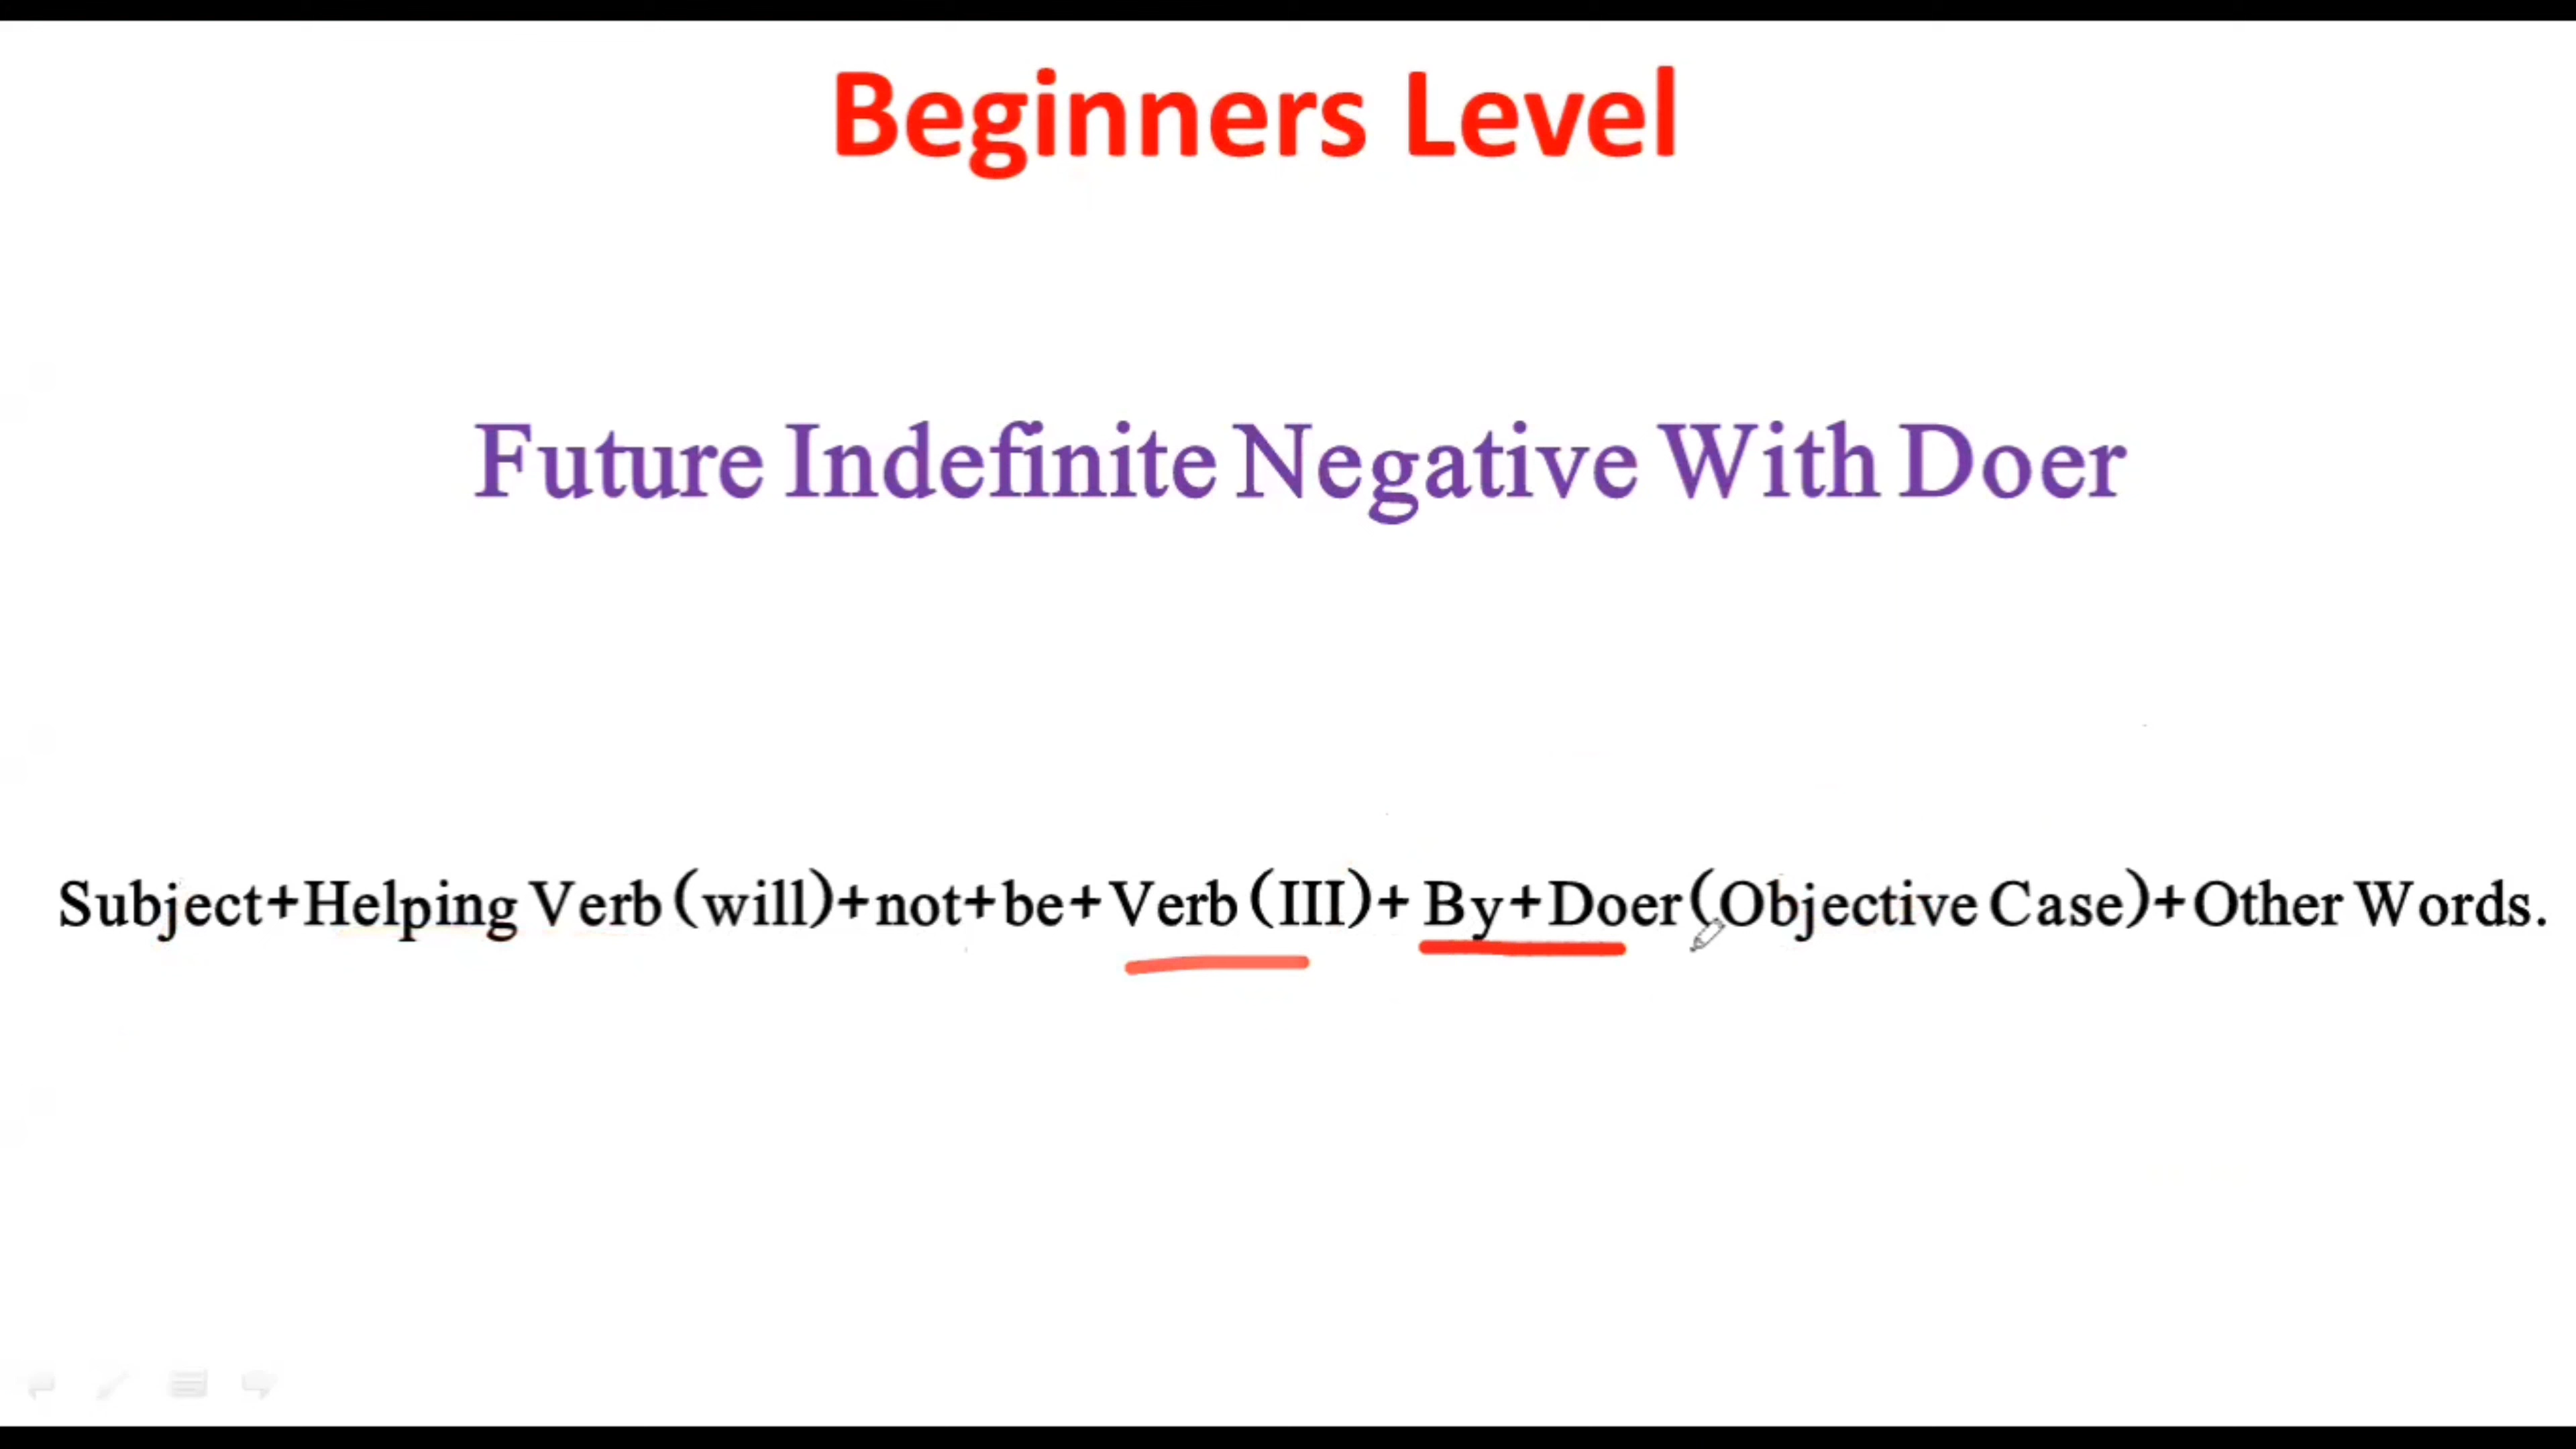 Beginners Level
Future Indefinite Negative With Doer
Subject+Helping Verb (will)+not+be+Verb (III)+ By+Doer(Objective Case)+Other Words.